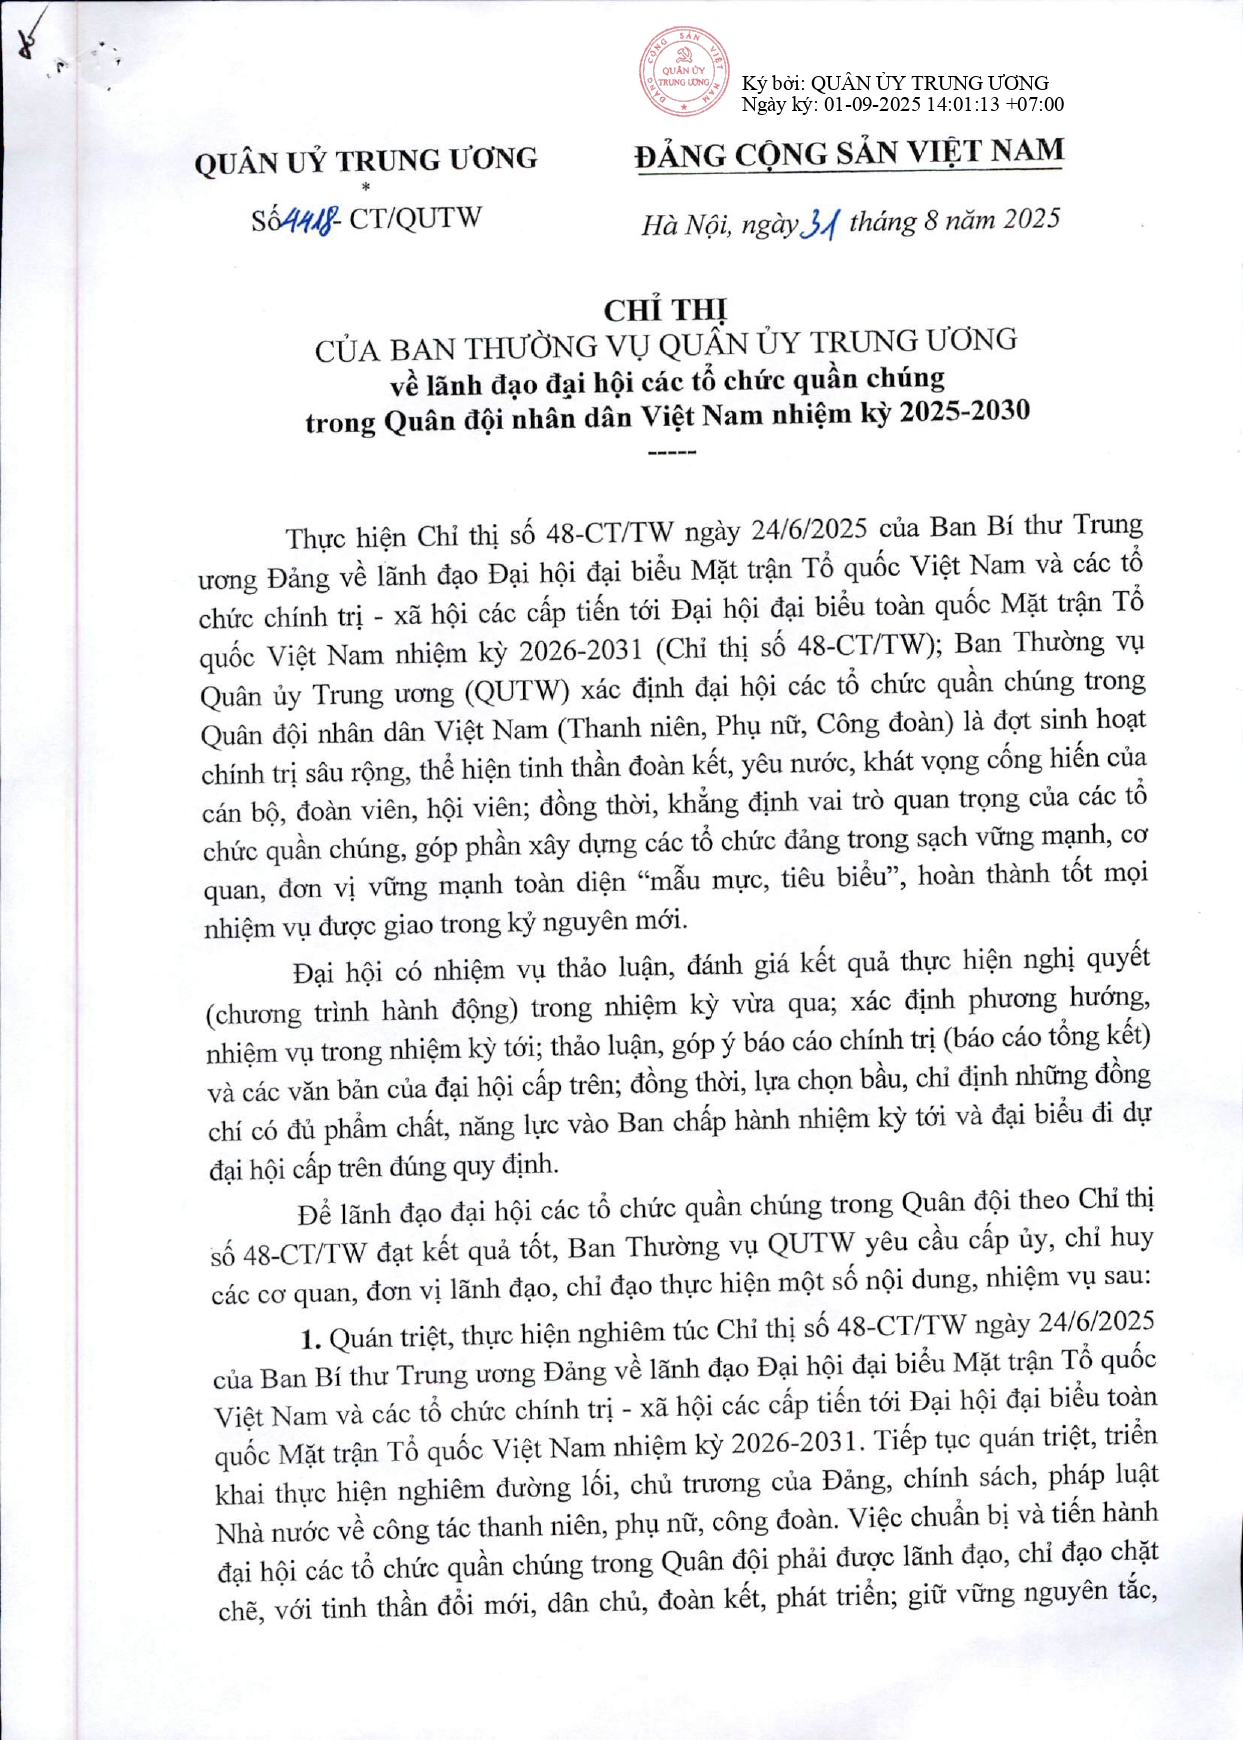 ĐẢNG CỘNG SẢN VIỆT NAM
QUÂN ỦY
TRUNG ƯƠNG
Ký bởi: QUÂN ỦY TRUNG ƯƠNG
Ngày ký: 01-09-2025 14:01:13 +07:00
QUÂN UỶ TRUNG ƯƠNG
*
Số 4418- CT/QUTW
ĐẢNG CỘNG SẢN VIỆT NAM
Hà Nội, ngày 31 tháng 8 năm 2025
CHỈ THỊ
CỦA BAN THƯỜNG VỤ QUÂN ỦY TRUNG ƯƠNG
về lãnh đạo đại hội các tổ chức quần chúng
trong Quân đội nhân dân Việt Nam nhiệm kỳ 2025-2030
-----
Thực hiện Chỉ thị số 48-CT/TW ngày 24/6/2025 của Ban Bí thư Trung
ương Đảng về lãnh đạo Đại hội đại biểu Mặt trận Tổ quốc Việt Nam và các tổ
chức chính trị - xã hội các cấp tiến tới Đại hội đại biểu toàn quốc Mặt trận Tổ
quốc Việt Nam nhiệm kỳ 2026-2031 (Chỉ thị số 48-CT/TW); Ban Thường vụ
Quân ủy Trung ương (QUTW) xác định đại hội các tổ chức quần chúng trong
Quân đội nhân dân Việt Nam (Thanh niên, Phụ nữ, Công đoàn) là đợt sinh hoạt
chính trị sâu rộng, thể hiện tinh thần đoàn kết, yêu nước, khát vọng cống hiến của
cán bộ, đoàn viên, hội viên; đồng thời, khẳng định vai trò quan trọng của các tổ
chức quần chúng, góp phần xây dựng các tổ chức đảng trong sạch vững mạnh, cơ
quan, đơn vị vững mạnh toàn diện “mẫu mực, tiêu biểu”, hoàn thành tốt mọi
nhiệm vụ được giao trong kỷ nguyên mới.
Đại hội có nhiệm vụ thảo luận, đánh giá kết quả thực hiện nghị quyết
(chương trình hành động) trong nhiệm kỳ vừa qua; xác định phương hướng,
nhiệm vụ trong nhiệm kỳ tới; thảo luận, góp ý báo cáo chính trị (báo cáo tổng kết)
và các văn bản của đại hội cấp trên; đồng thời, lựa chọn bầu, chỉ định những đồng
chí có đủ phẩm chất, năng lực vào Ban chấp hành nhiệm kỳ tới và đại biểu đi dự
đại hội cấp trên đúng quy định.
Để lãnh đạo đại hội các tổ chức quần chúng trong Quân đội theo Chỉ thị
số 48-CT/TW đạt kết quả tốt, Ban Thường vụ QUTW yêu cầu cấp ủy, chỉ huy
các cơ quan, đơn vị lãnh đạo, chỉ đạo thực hiện một số nội dung, nhiệm vụ sau:
1. Quán triệt, thực hiện nghiêm túc Chỉ thị số 48-CT/TW ngày 24/6/2025
của Ban Bí thư Trung ương Đảng về lãnh đạo Đại hội đại biểu Mặt trận Tổ quốc
Việt Nam và các tổ chức chính trị - xã hội các cấp tiến tới Đại hội đại biểu toàn
quốc Mặt trận Tổ quốc Việt Nam nhiệm kỳ 2026-2031. Tiếp tục quán triệt, triển
khai thực hiện nghiêm đường lối, chủ trương của Đảng, chính sách, pháp luật
Nhà nước về công tác thanh niên, phụ nữ, công đoàn. Việc chuẩn bị và tiến hành
đại hội các tổ chức quần chúng trong Quân đội phải được lãnh đạo, chỉ đạo chặt
chẽ, với tinh thần đổi mới, dân chủ, đoàn kết, phát triển; giữ vững nguyên tắc,